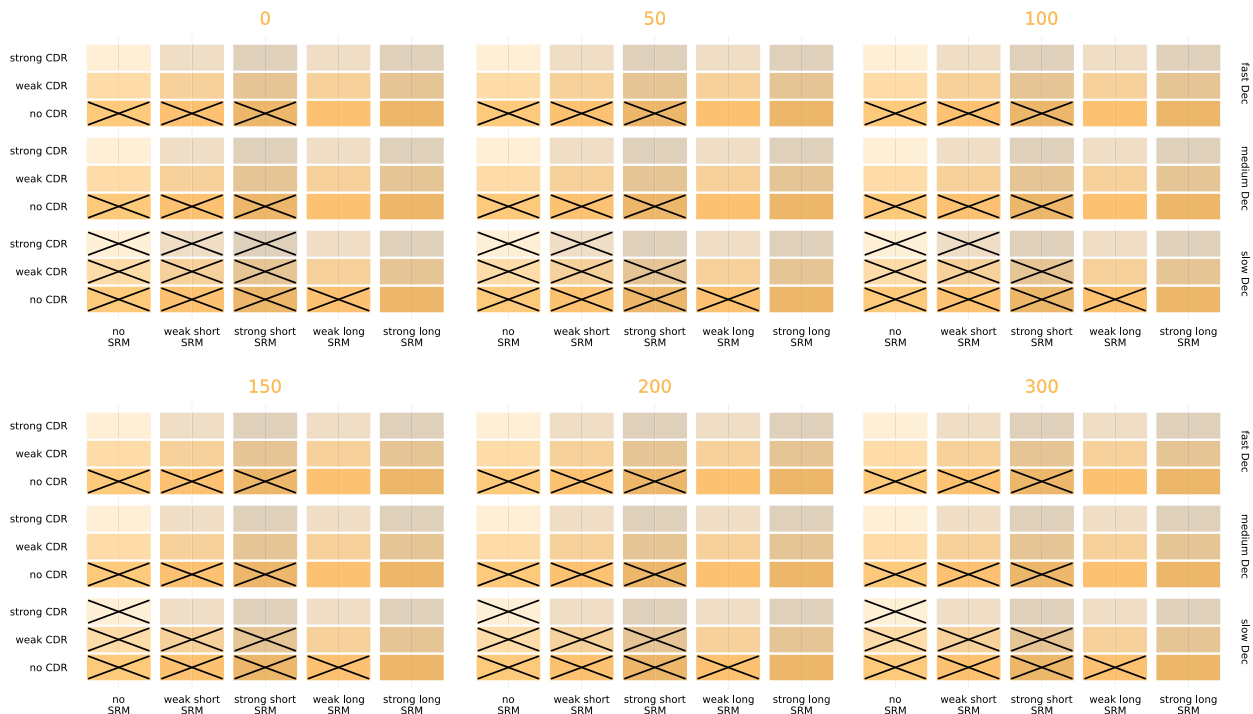 0
50
100
strong CDR
weak CDR
no CDR
fast Dec
strong CDR
weak CDR
no CDR
medium Dec
strong CDR
weak CDR
no CDR
slow Dec
no
SRM
weak short
SRM
strong short
SRM
weak long
SRM
strong long
SRM
no
SRM
weak short
SRM
strong short
SRM
weak long
SRM
strong long
SRM
no
SRM
weak short
SRM
strong short
SRM
weak long
SRM
strong long
SRM
150
200
300
strong CDR
weak CDR
no CDR
fast Dec
strong CDR
weak CDR
no CDR
medium Dec
strong CDR
weak CDR
no CDR
slow Dec
no
SRM
weak short
SRM
strong short
SRM
weak long
SRM
strong long
SRM
no
SRM
weak short
SRM
strong short
SRM
weak long
SRM
strong long
SRM
no
SRM
weak short
SRM
strong short
SRM
weak long
SRM
strong long
SRM